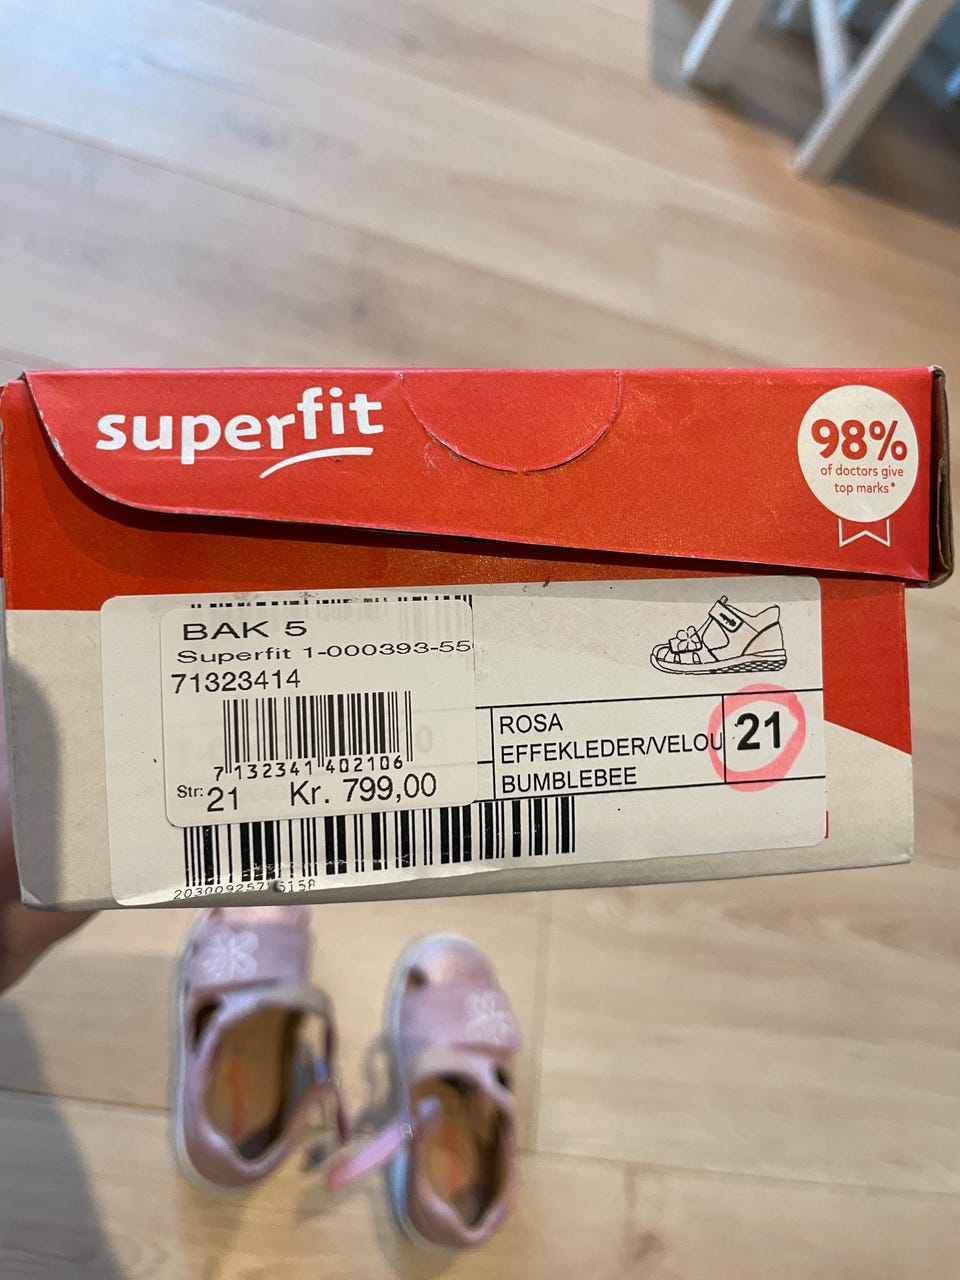 superfit
98%
of doctors give
top marks*
BAK 5
Superfit 1-000393-55
71323414
7 132341 402106
Str: 21 Kr. 799,00
ROSA
EFFEKLEDER/VELOU
BUMBLEBEE
21